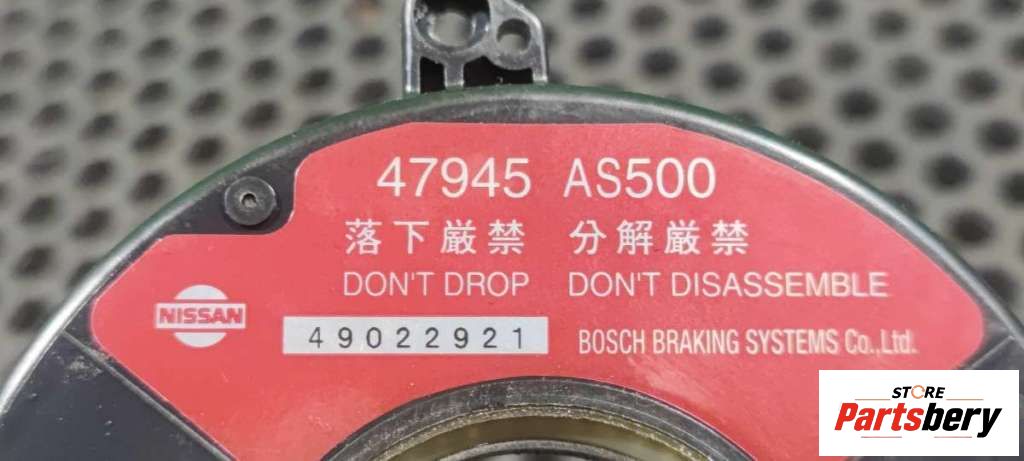 47945 AS500
落下厳禁 分解厳禁
DON'T DROP DON'T DISASSEMBLE
NISSAN
49022921 BOSCH BRAKING SYSTEMS Co.,Ltd.
STORE
Partsbery